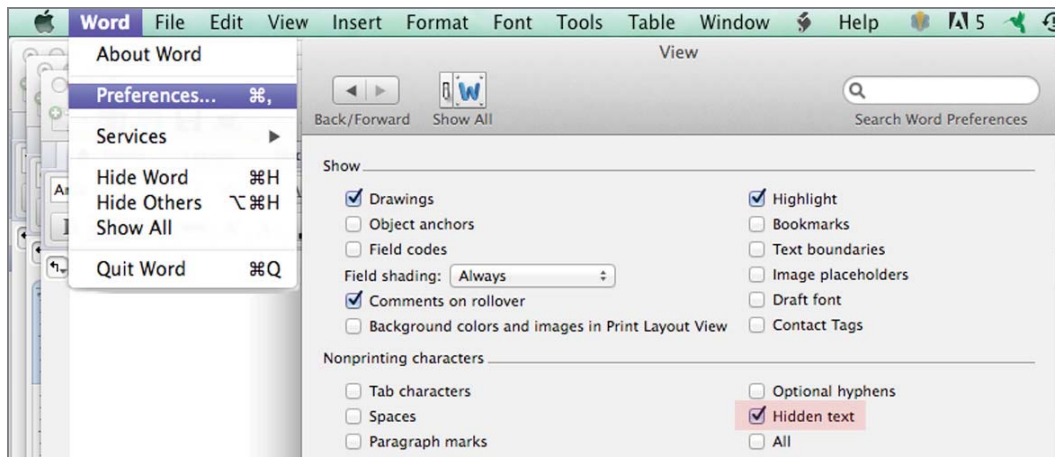 Word File Edit View Insert Format Font Tools Table Window Help 5
About Word
Preferences... ⌘,
Services ▶
Hide Word ⌘H
Hide Others ⌥⌘H
Show All
Quit Word ⌘Q
View
Back/Forward Show All
Search Word Preferences
Show
Drawings
Object anchors
Field codes
Field shading: Always
Comments on rollover
Background colors and images in Print Layout View
Highlight
Bookmarks
Text boundaries
Image placeholders
Draft font
Contact Tags
Nonprinting characters
Tab characters
Spaces
Paragraph marks
Optional hyphens
Hidden text
All